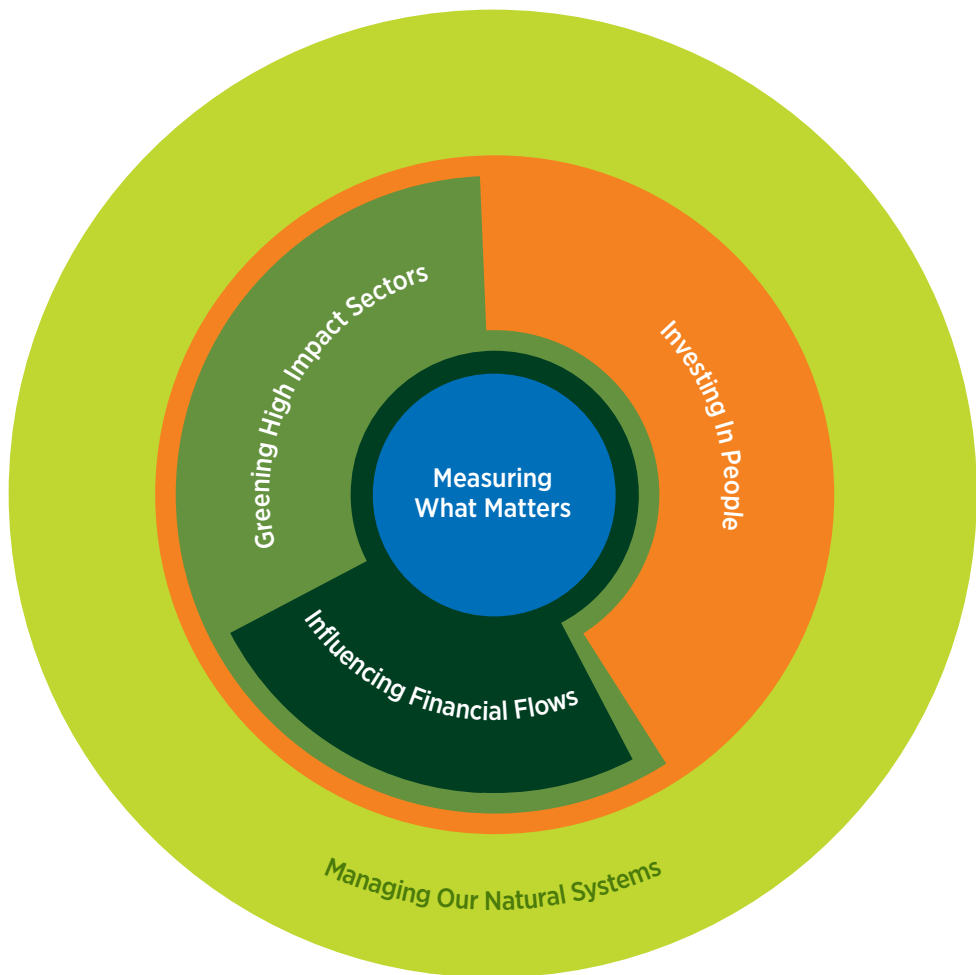 Greening High Impact Sectors
Investing In People
Measuring
What Matters
Influencing Financial Flows
Managing Our Natural Systems